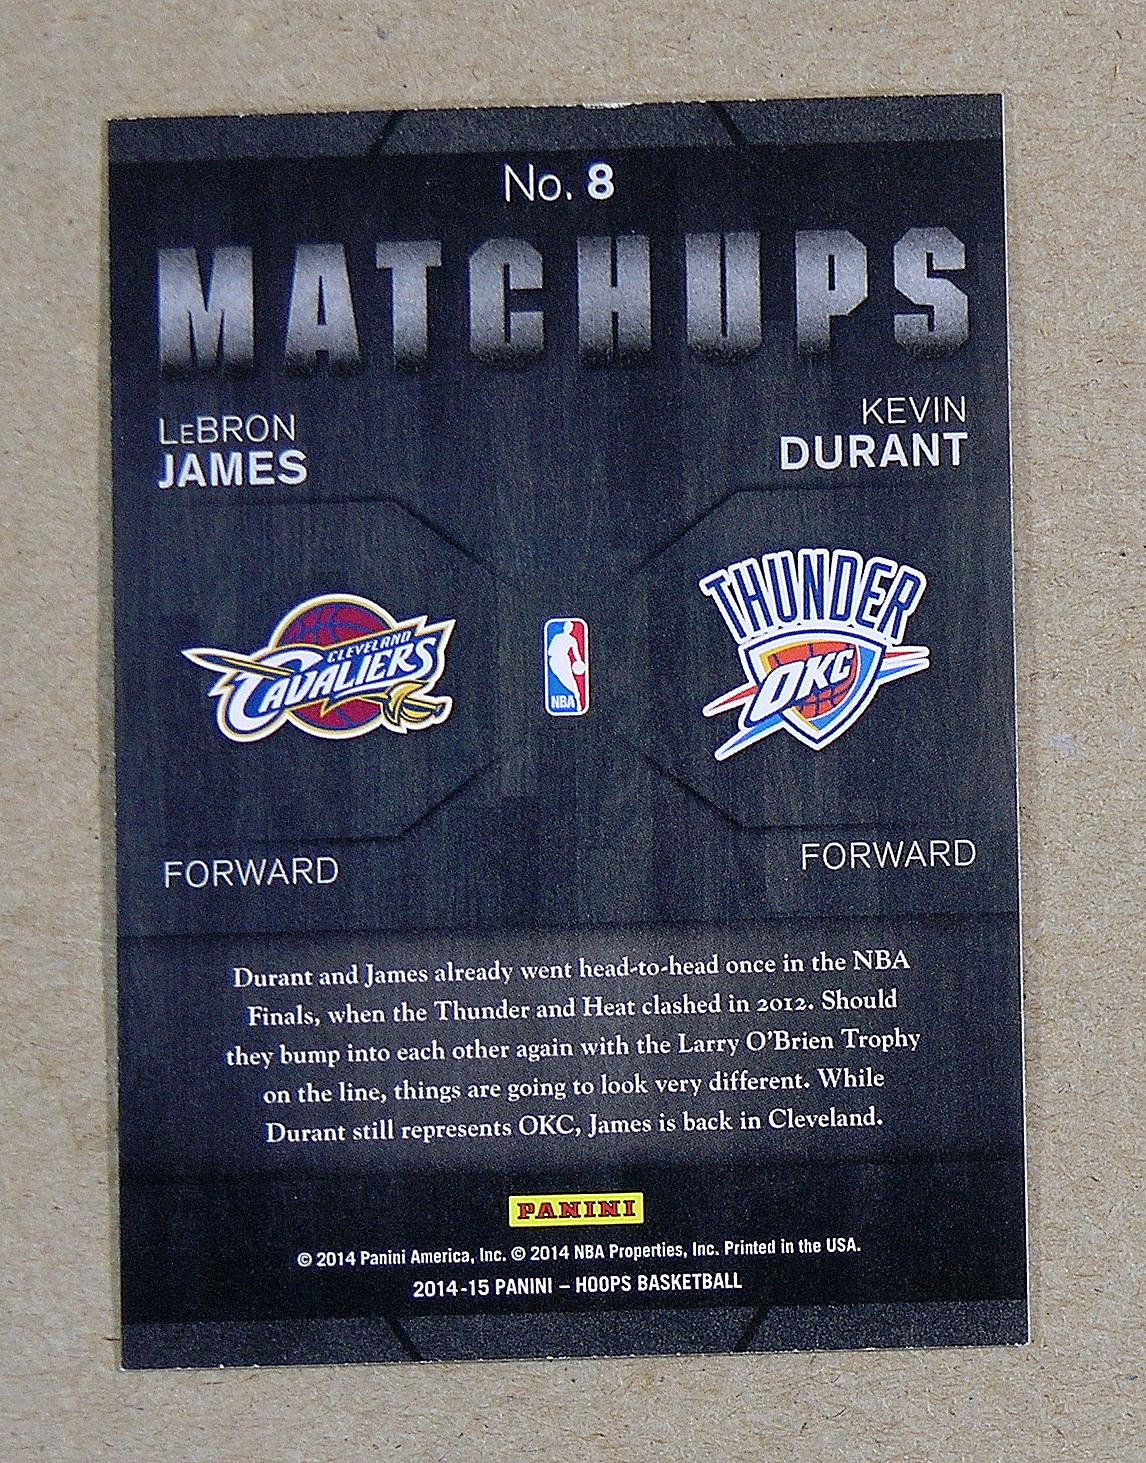 No. 8
MATCHUPS
LeBRON
JAMES
KEVIN
DURANT
CLEVELAND
CAVALIERS
NBA
THUNDER
OKC
FORWARD
FORWARD
Durant and James already went head-to-head once in the NBA
Finals, when the Thunder and Heat clashed in 2012. Should
they bump into each other again with the Larry O'Brien Trophy
on the line, things are going to look very different. While
Durant still represents OKC, James is back in Cleveland.
PANINI
© 2014 Panini America, Inc. © 2014 NBA Properties, Inc. Printed in the USA.
2014-15 PANINI – HOOPS BASKETBALL